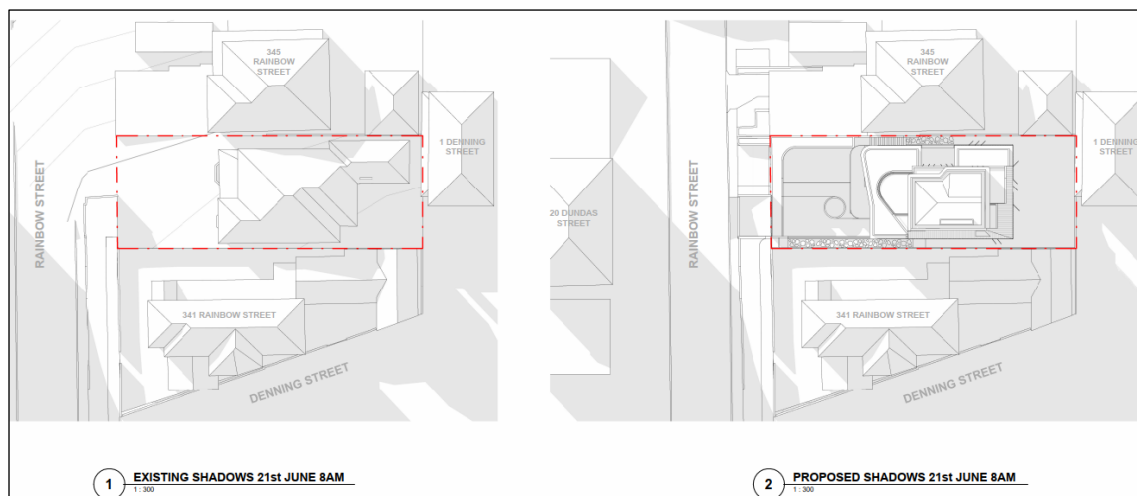 345
RAINBOW
STREET
1 DENNING
STREET
RAINBOW STREET
341 RAINBOW STREET
DENNING STREET
1
EXISTING SHADOWS 21st JUNE 8AM
1 : 300
345
RAINBOW
STREET
1 DENNING
STREET
20 DUNDAS
STREET
RAINBOW STREET
341 RAINBOW STREET
DENNING STREET
2
PROPOSED SHADOWS 21st JUNE 8AM
1 : 300